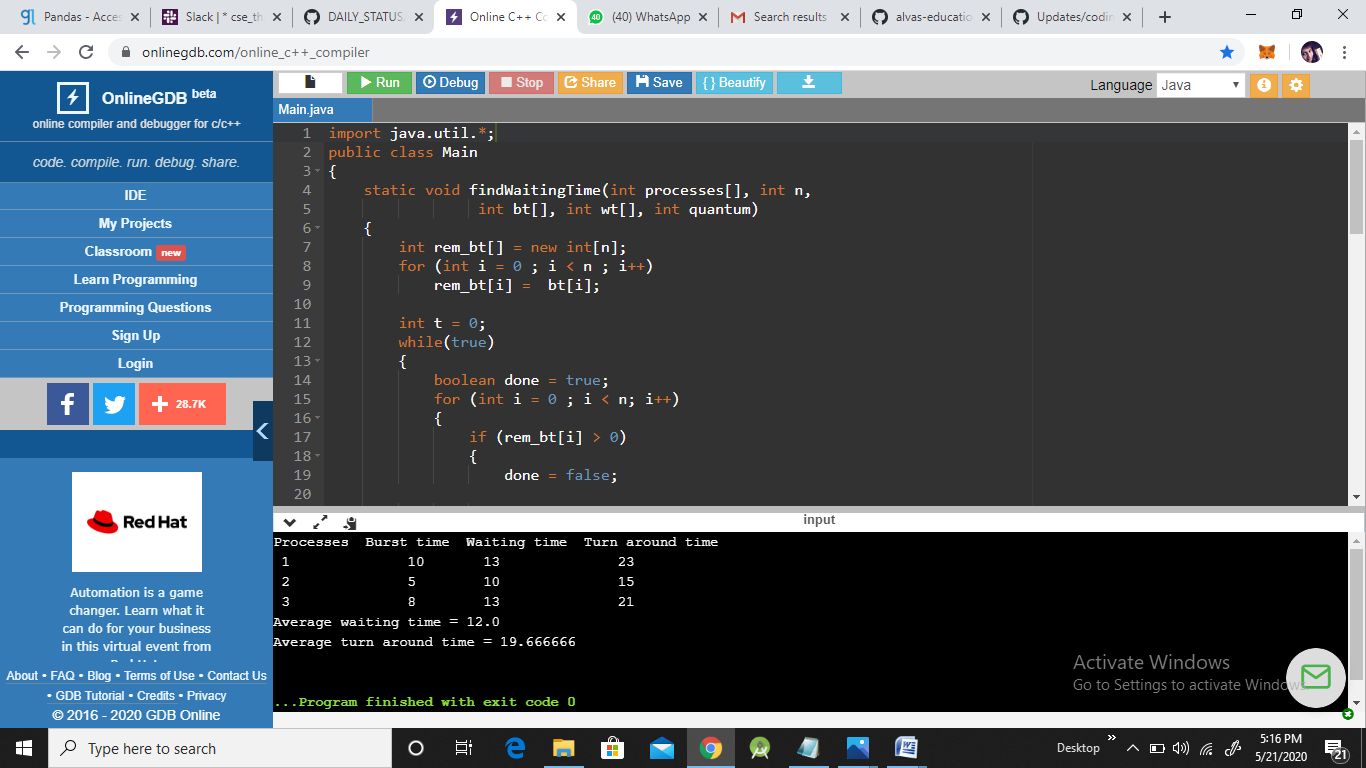 Pandas - Acces
Slack | * cse_th
DAILY_STATUS
Online C++ Co
40
(40) WhatsApp
Search results
alvas-educatio
Updates/codin
onlinegdb.com/online_c++_compiler
OnlineGDB beta
online compiler and debugger for c/c++
code. compile. run. debug. share.
IDE
My Projects
Classroom new
Learn Programming
Programming Questions
Sign Up
Login
28.7K
Red Hat
Automation is a game
changer. Learn what it
can do for your business
in this virtual event from
About • FAQ • Blog • Terms of Use • Contact Us
• GDB Tutorial • Credits • Privacy
© 2016 - 2020 GDB Online
Run Debug Stop Share Save { } Beautify
Language Java
Main.java
1 import java.util.*;
2 public class Main
3 {
4 static void findWaitingTime(int processes[], int n,
5 int bt[], int wt[], int quantum)
6 {
7 int rem_bt[] = new int[n];
8 for (int i = 0 ; i < n ; i++)
9 rem_bt[i] =  bt[i];
10
11 int t = 0;
12 while(true)
13 {
14 boolean done = true;
15 for (int i = 0 ; i < n; i++)
16 {
17 if (rem_bt[i] > 0)
18 {
19 done = false;
20
input
Processes Burst time Waiting time Turn around time
1 10 13 23
2 5 10 15
3 8 13 21
Average waiting time = 12.0
Average turn around time = 19.666666
...Program finished with exit code 0
Activate Windows
Go to Settings to activate Windows.
Type here to search
Desktop
5:16 PM
5/21/2020
21